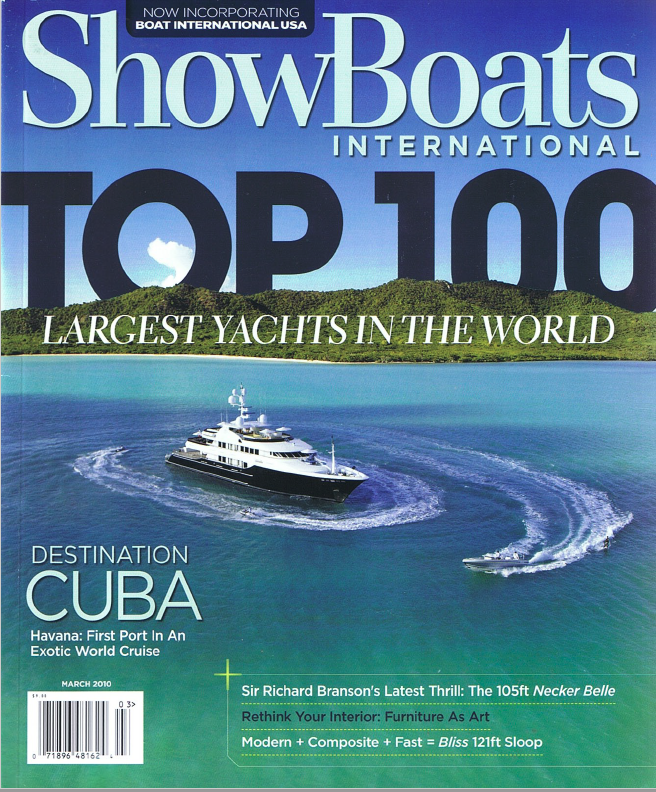 NOW INCORPORATING
BOAT INTERNATIONAL USA
ShowBoats
INTERNATIONAL
TOP 100
LARGEST YACHTS IN THE WORLD
DESTINATION
CUBA
Havana: First Port In An
Exotic World Cruise
MARCH 2010
03>
0 71896 48162 4
Sir Richard Branson's Latest Thrill: The 105ft Necker Belle
Rethink Your Interior: Furniture As Art
Modern + Composite + Fast = Bliss 121ft Sloop